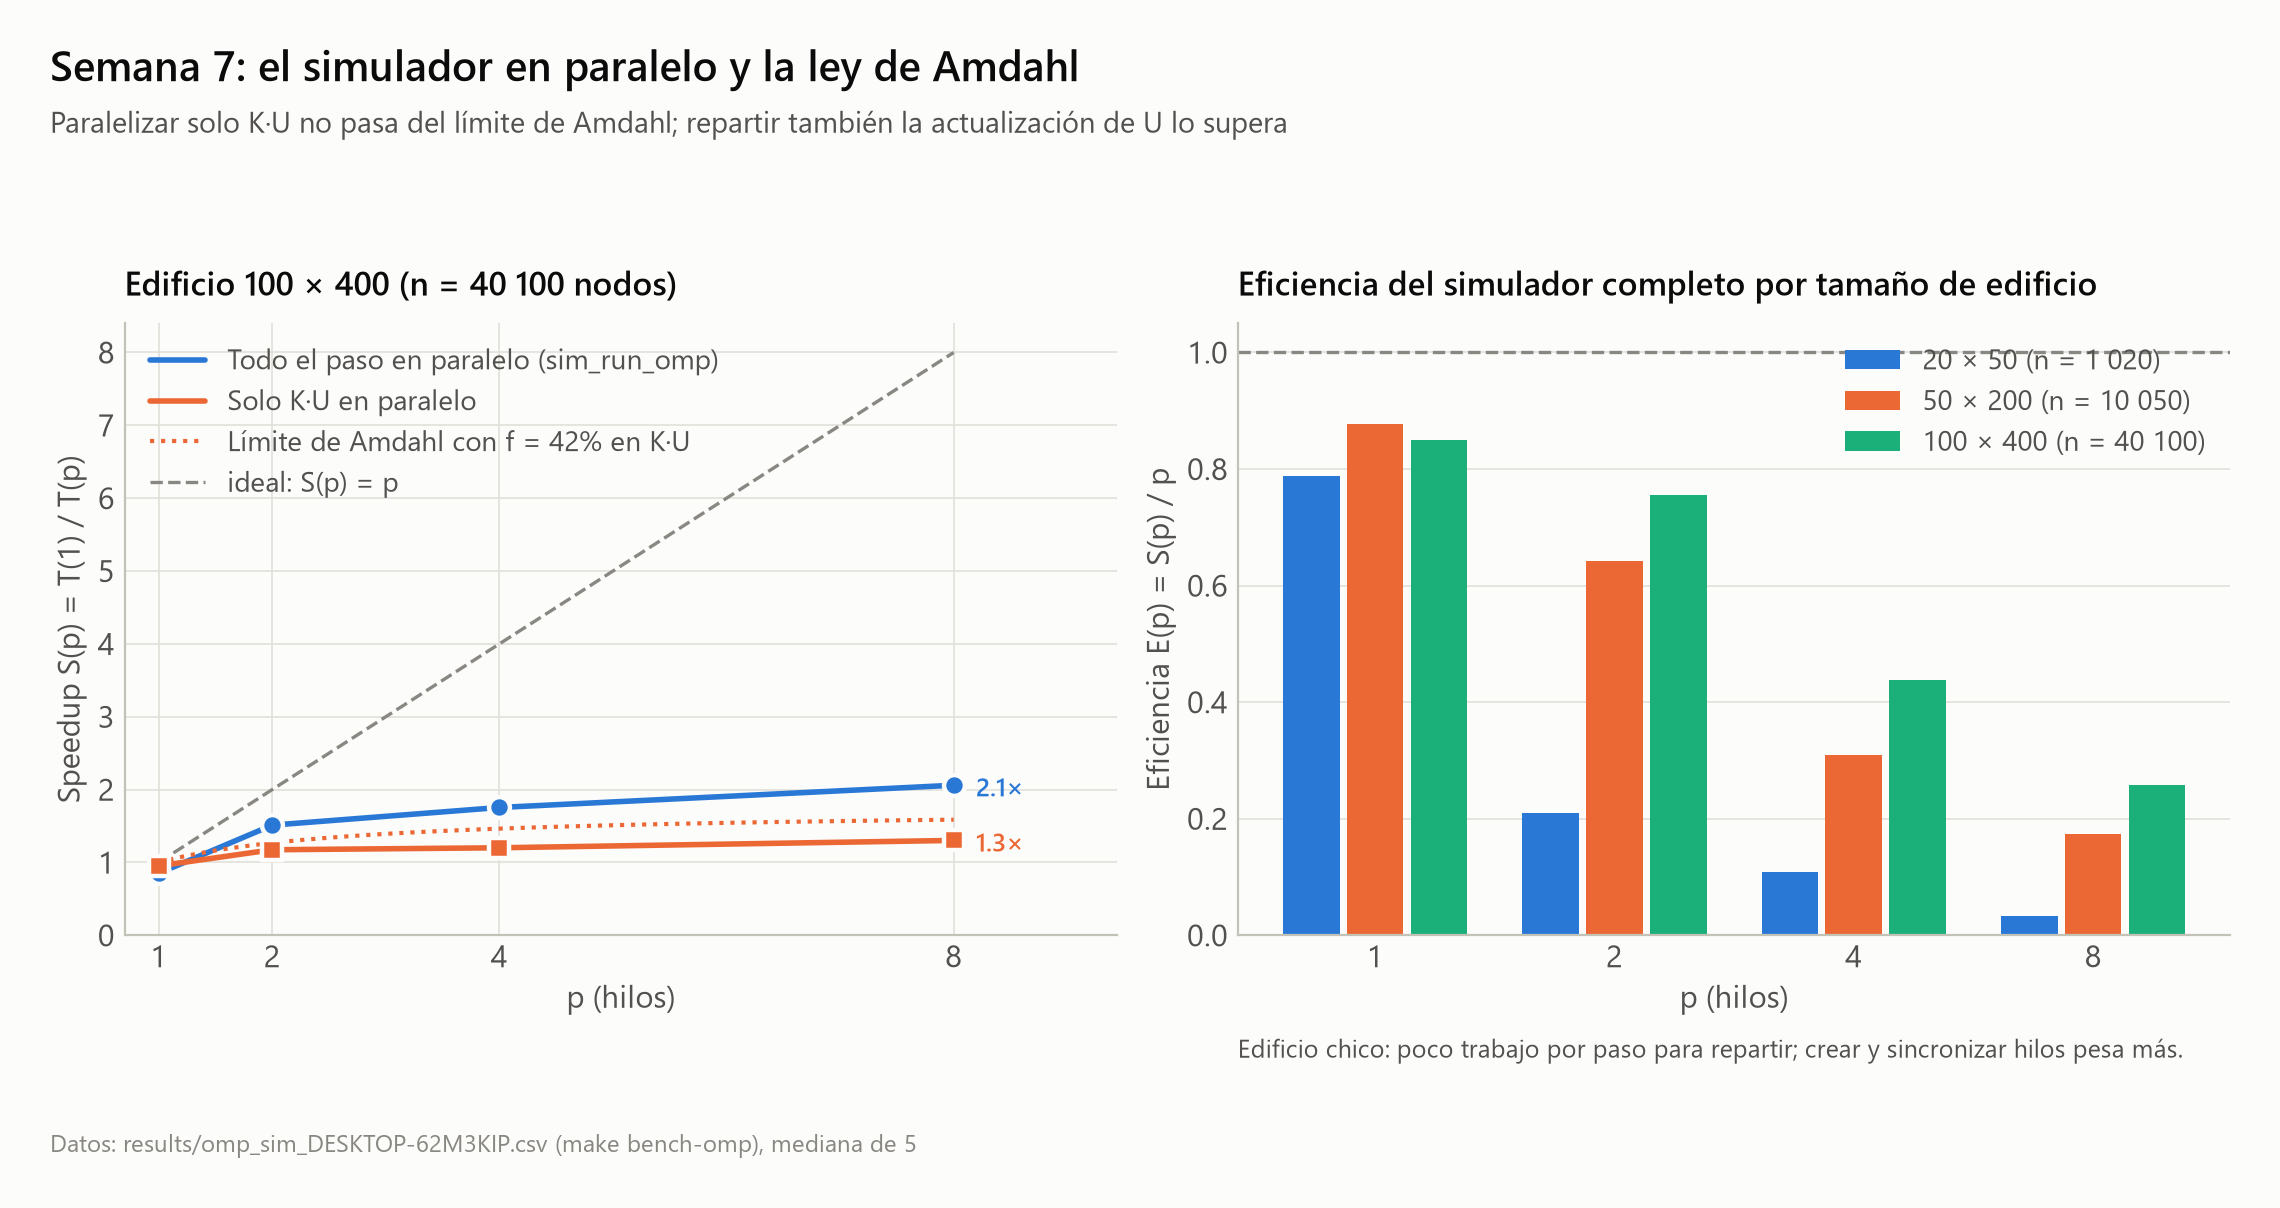 Semana 7: el simulador en paralelo y la ley de Amdahl
Paralelizar solo K·U no pasa del límite de Amdahl; repartir también la actualización de U lo supera
Edificio 100 × 400 (n = 40 100 nodos)
Todo el paso en paralelo (sim_run_omp)
Solo K·U en paralelo
Límite de Amdahl con f = 42% en K·U
ideal: S(p) = p
Speedup S(p) = T(1) / T(p)
8
7
6
5
4
3
2
1
0
2.1×
1.3×
1
2
4
8
p (hilos)
Eficiencia del simulador completo por tamaño de edificio
20 × 50 (n = 1 020)
50 × 200 (n = 10 050)
100 × 400 (n = 40 100)
Eficiencia E(p) = S(p) / p
1.0
0.8
0.6
0.4
0.2
0.0
1
2
4
8
p (hilos)
Edificio chico: poco trabajo por paso para repartir; crear y sincronizar hilos pesa más.
Datos: results/omp_sim_DESKTOP-62M3KIP.csv (make bench-omp), mediana de 5